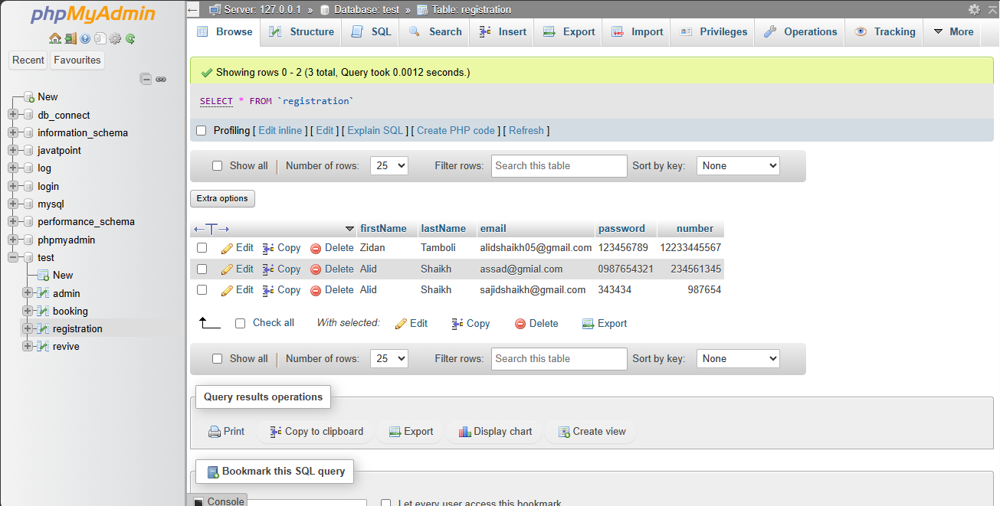 phpMyAdmin
Recent Favourites
New
db_connect
information_schema
javatpoint
log
login
mysql
performance_schema
phpmyadmin
test
New
admin
booking
registration
revive
Server: 127.0.0.1 » Database: test » Table: registration
Browse Structure SQL Search Insert Export Import Privileges Operations Tracking More
Showing rows 0 - 2 (3 total, Query took 0.0012 seconds.)
SELECT * FROM `registration`
Profiling [ Edit inline ] [ Edit ] [ Explain SQL ] [ Create PHP code ] [ Refresh ]
Show all | Number of rows: 25 Filter rows: Search this table Sort by key: None
Extra options
←T→ firstName lastName email password number
Edit Copy Delete Zidan Tamboli alidshaikh05@gmail.com 123456789 12233445567
Edit Copy Delete Alid Shaikh assad@gmial.com 0987654321 234561345
Edit Copy Delete Alid Shaikh sajidshaikh@gmail.com 343434 987654
Check all With selected: Edit Copy Delete Export
Show all | Number of rows: 25 Filter rows: Search this table Sort by key: None
Query results operations
Print Copy to clipboard Export Display chart Create view
Bookmark this SQL query
Console
Let every user access this bookmark